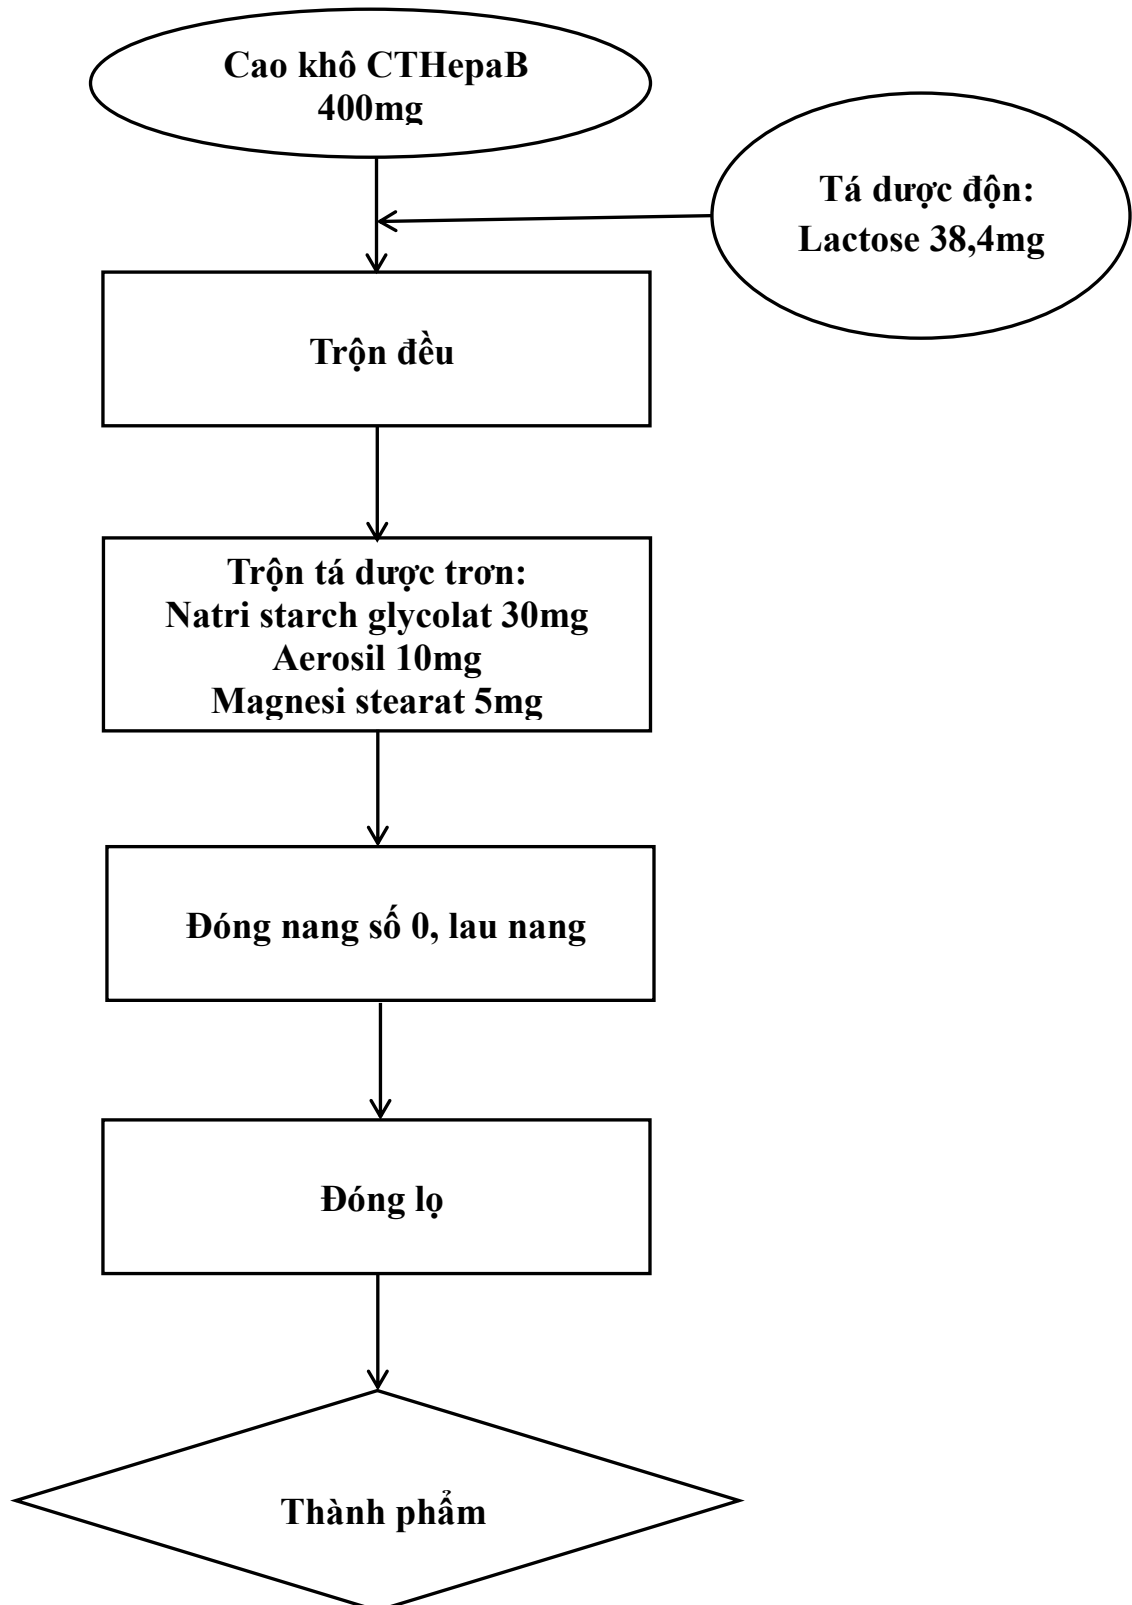 Cao khô CTHepaB
400mg
Tá dược độn:
Lactose 38,4mg
Trộn đều
Trộn tá dược trơn:
Natri starch glycolat 30mg
Aerosil 10mg
Magnesi stearat 5mg
Đóng nang số 0, lau nang
Đóng lọ
Thành phẩm